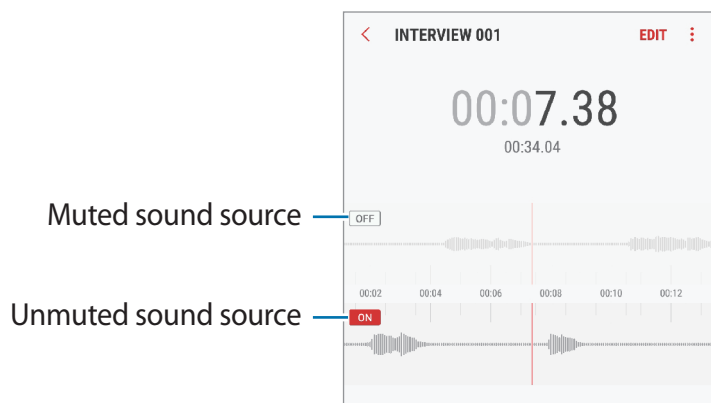 INTERVIEW 001 EDIT
00:07.38
00:34.04
Muted sound source
OFF
00:02 00:04 00:06 00:08 00:10 00:12
Unmuted sound source
ON